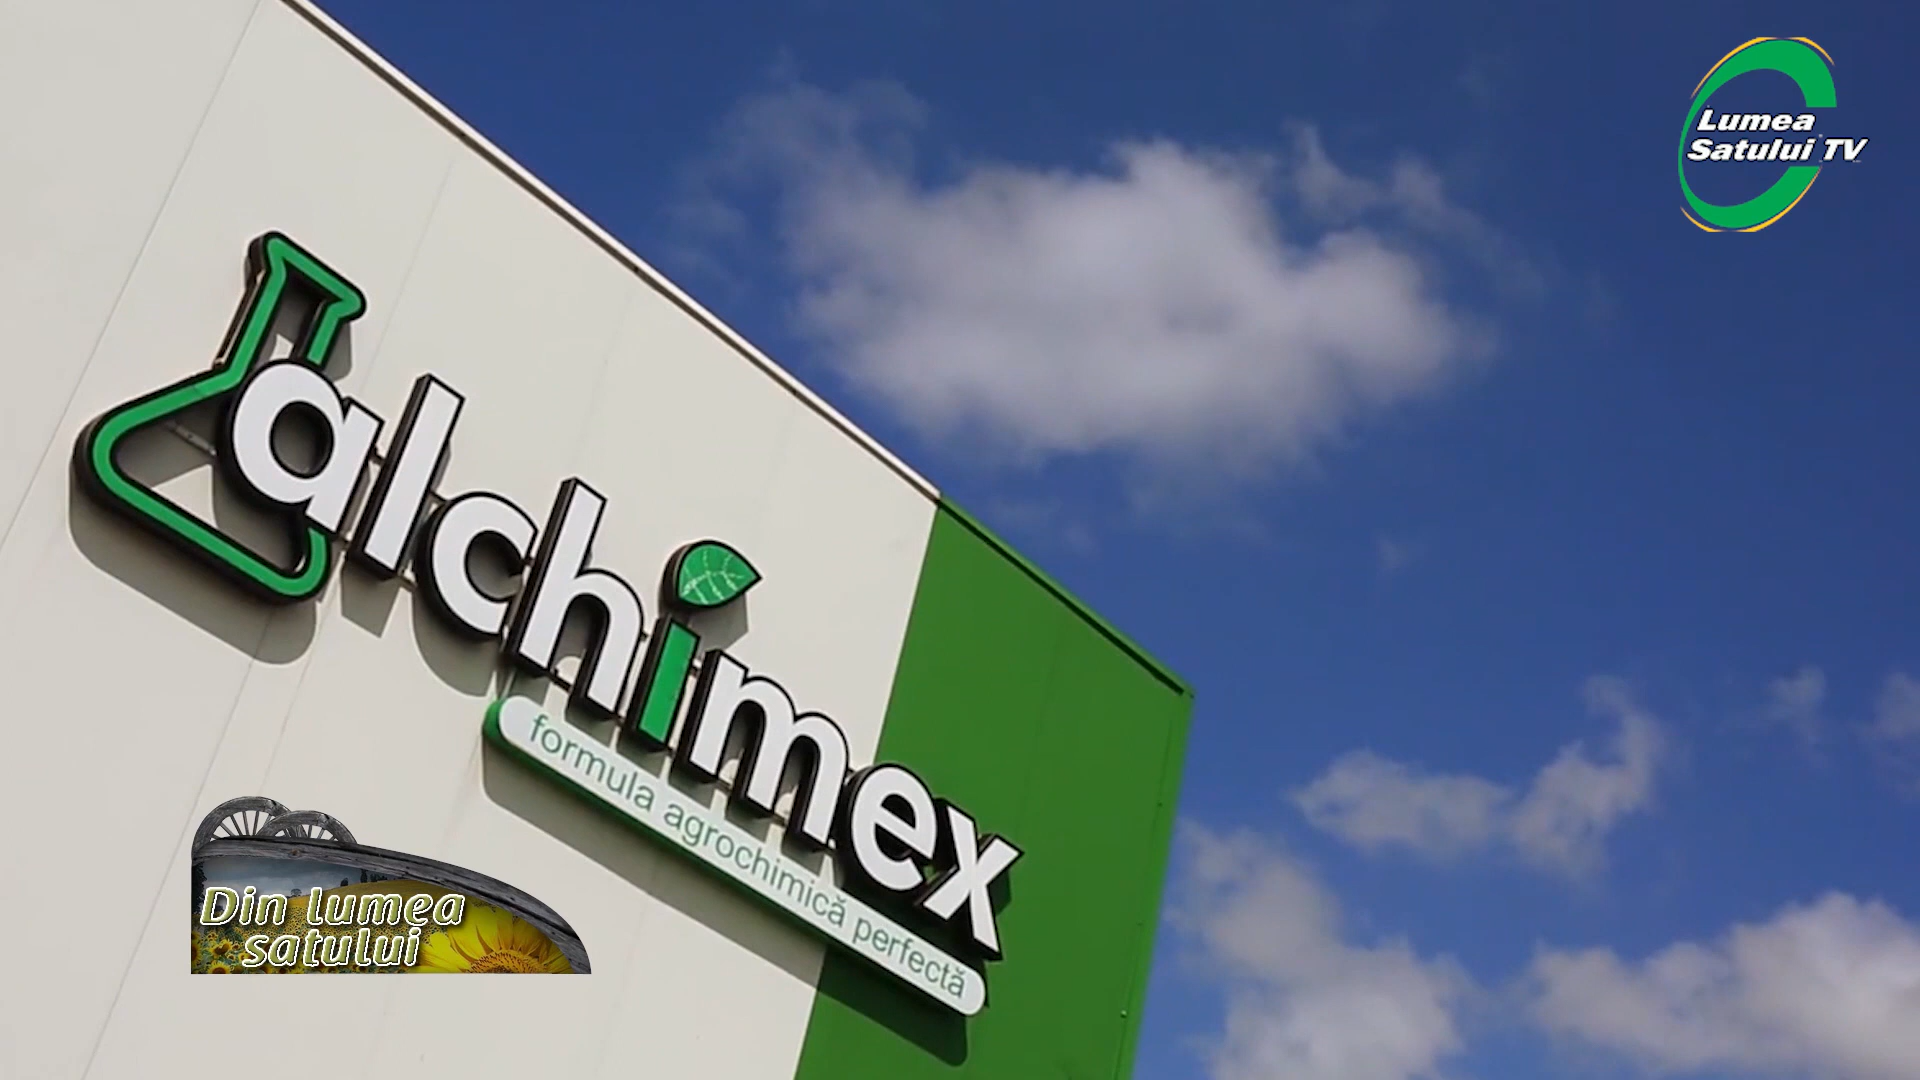 Lumea
Satului TV
alchimex
formula agrochimică perfectă
Din lumea
satului